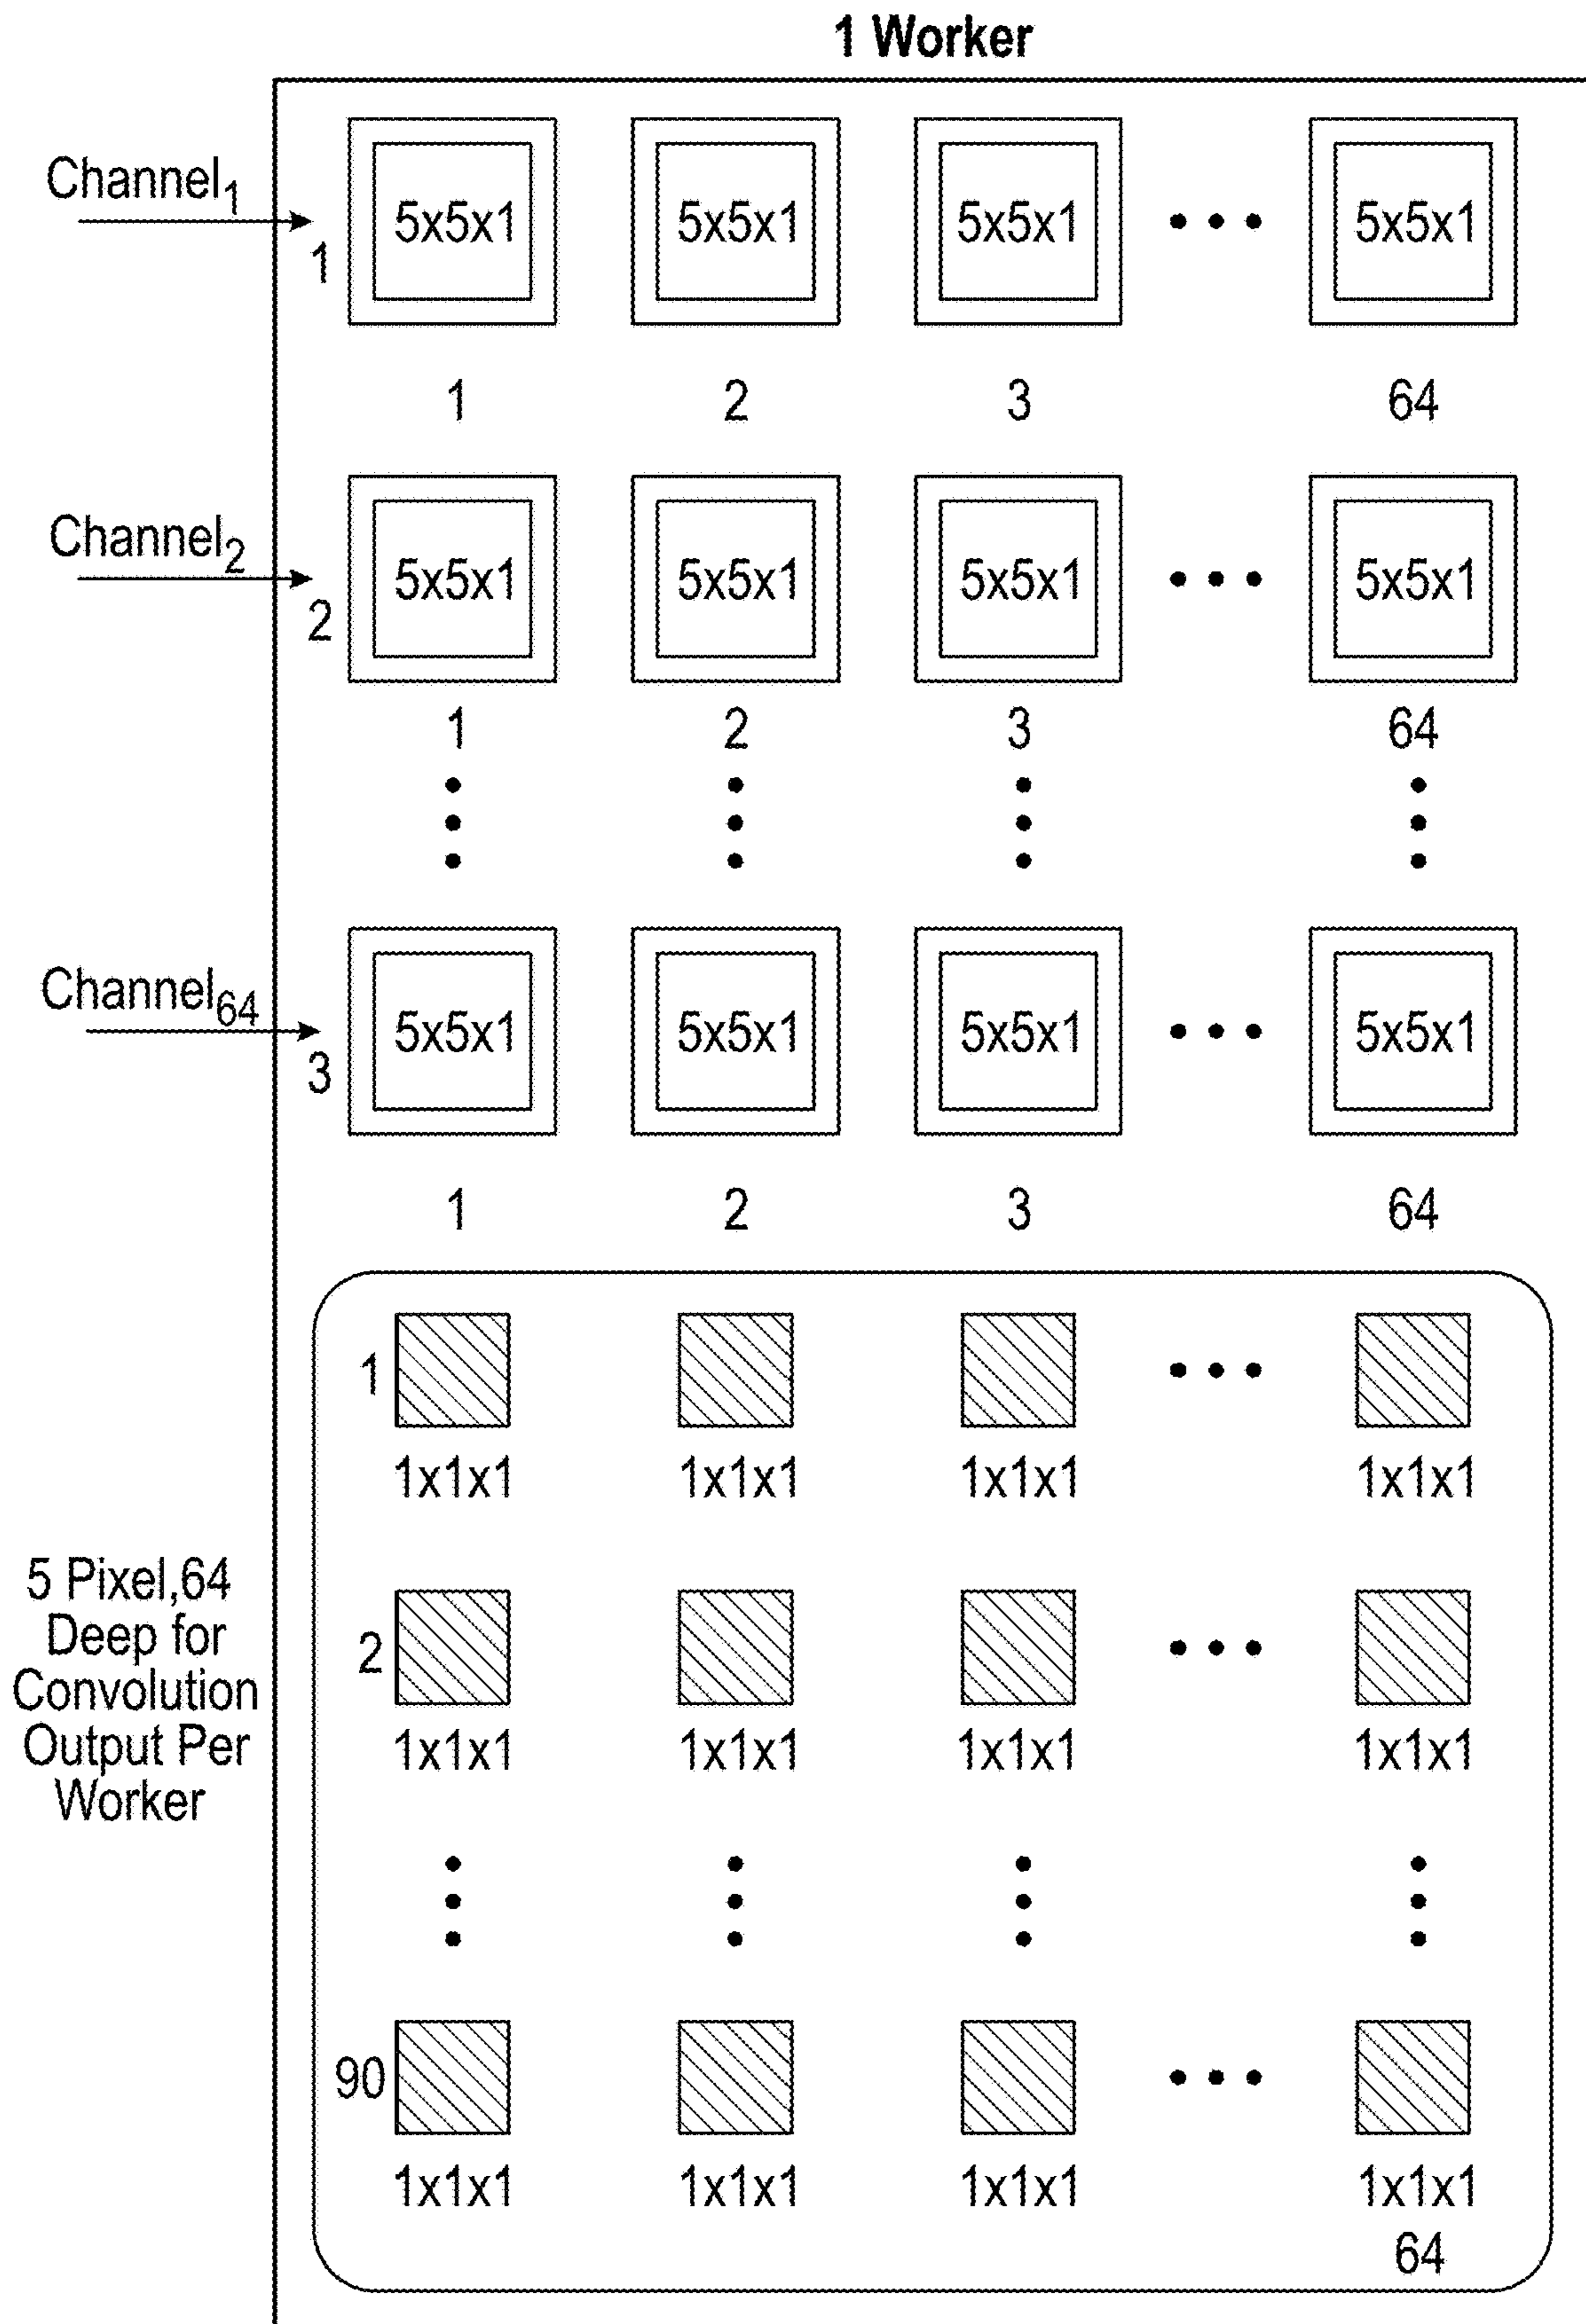 1 Worker
Channel1
1
5x5x1 5x5x1 5x5x1 5x5x1
1 2 3 64
Channel2
2
5x5x1 5x5x1 5x5x1 5x5x1
1 2 3 64
Channel64
3
5x5x1 5x5x1 5x5x1 5x5x1
1 2 3 64
1
1x1x1 1x1x1 1x1x1 1x1x1
5 Pixel,64
Deep for
Convolution
Output Per
Worker
2
1x1x1 1x1x1 1x1x1 1x1x1
90
1x1x1 1x1x1 1x1x1 1x1x1
64